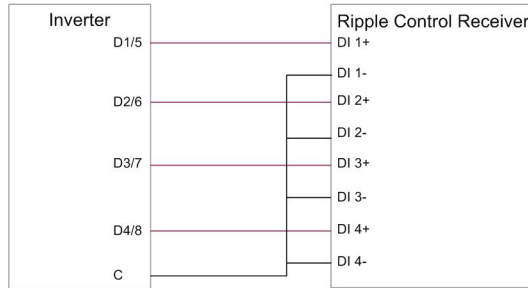 Inverter
D1/5
D2/6
D3/7
D4/8
C
Ripple Control Receiver
DI 1+
DI 1-
DI 2+
DI 2-
DI 3+
DI 3-
DI 4+
DI 4-